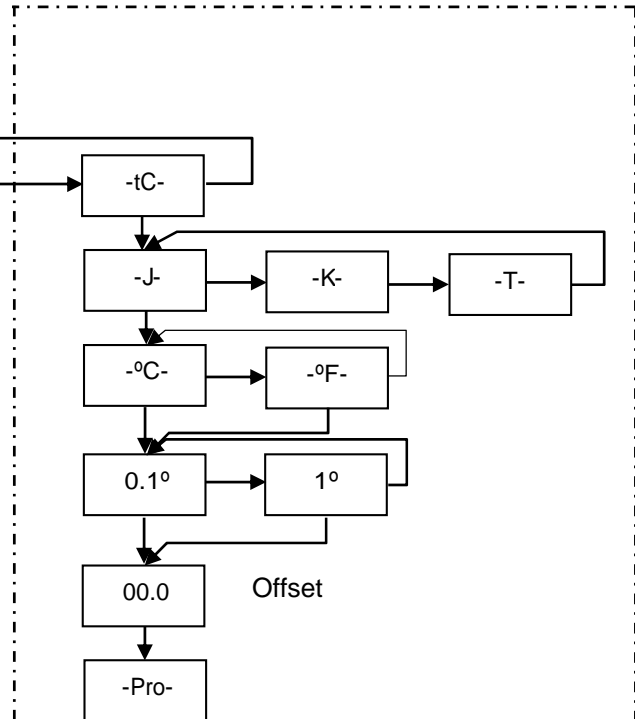 -tC-
-J- -K- -T-
-ºC- -ºF-
0.1º 1º
00.0 Offset
-Pro-